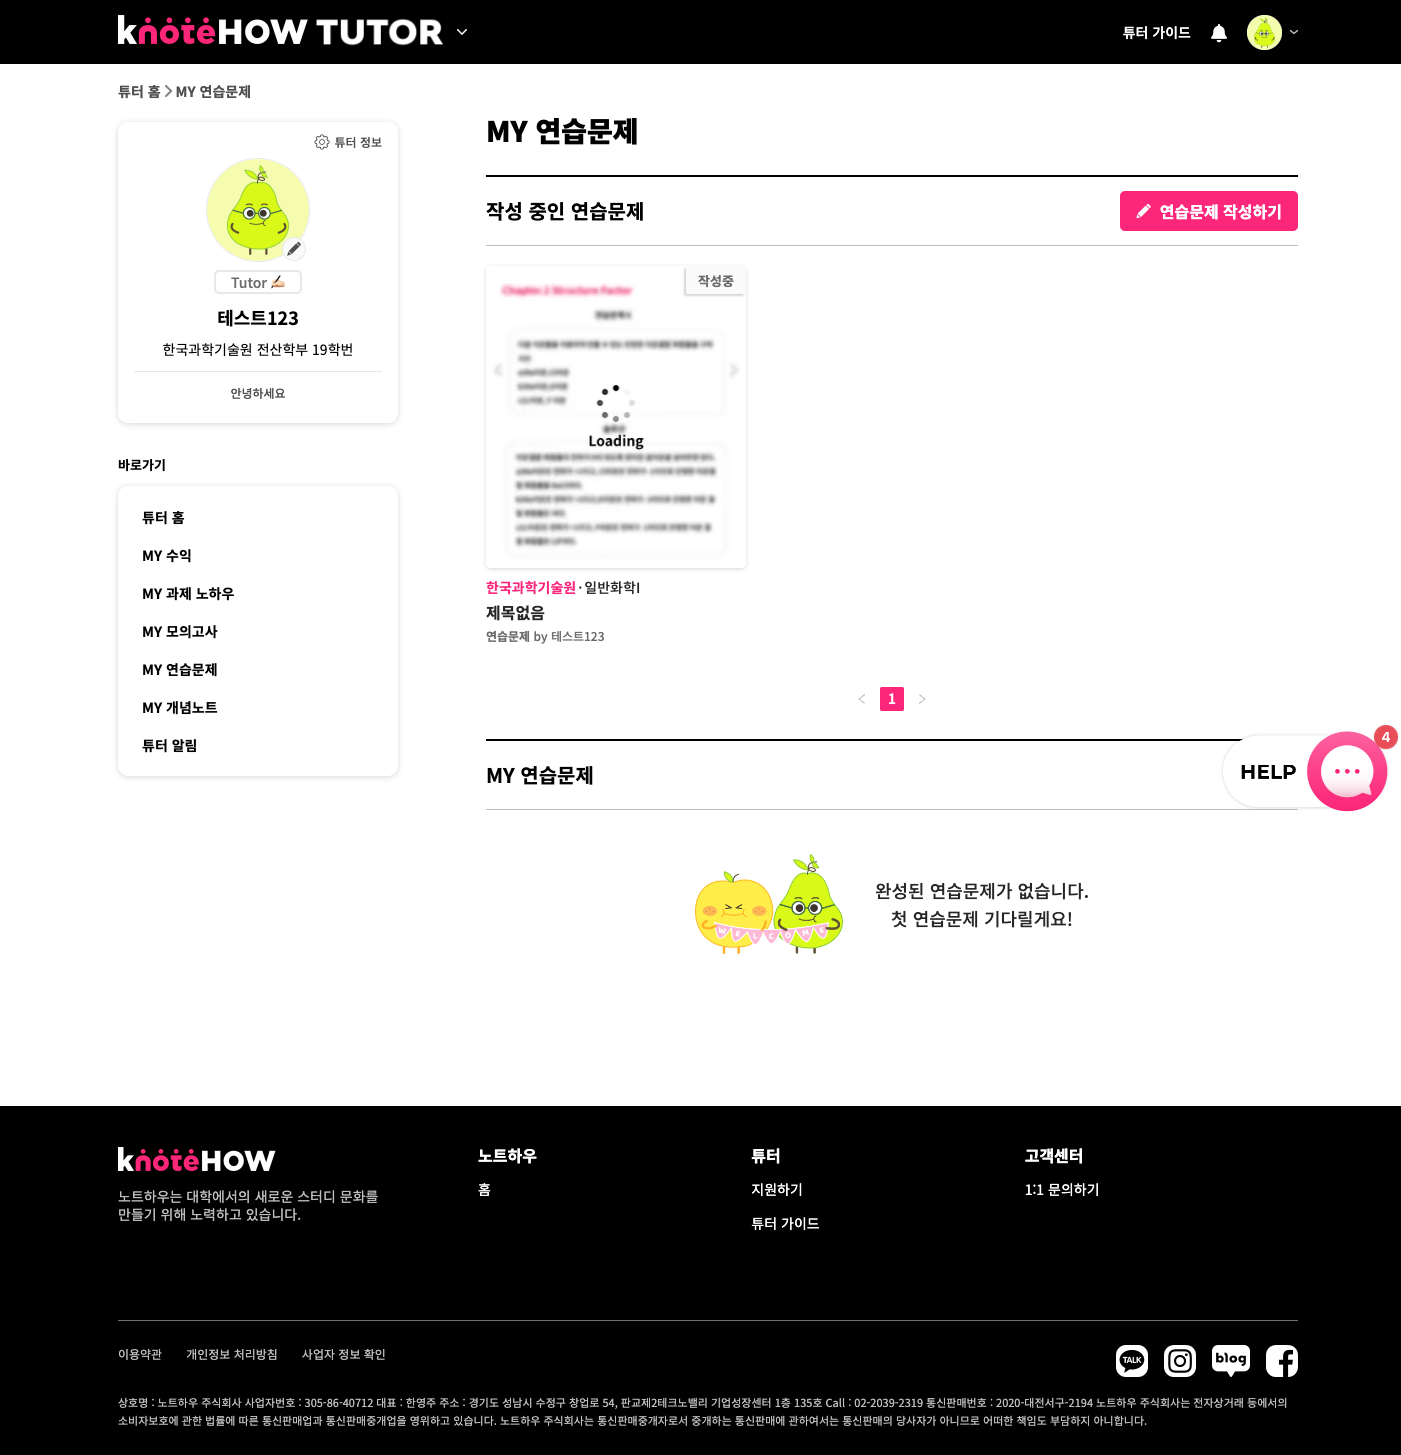 knoteHOW TUTOR
튜터 가이드
튜터 홈 > MY 연습문제
튜터 정보
Tutor
테스트123
한국과학기술원 전산학부 19학번
안녕하세요
바로가기
튜터 홈
MY 수익
MY 과제 노하우
MY 모의고사
MY 연습문제
MY 개념노트
튜터 알림
MY 연습문제
작성 중인 연습문제
연습문제 작성하기
작성중
Loading
한국과학기술원·일반화학I
제목없음
연습문제 by 테스트123
< 1 >
MY 연습문제
HELP
4
WELCOME
완성된 연습문제가 없습니다.
첫 연습문제 기다릴게요!
knoteHOW
노트하우는 대학에서의 새로운 스터디 문화를
만들기 위해 노력하고 있습니다.
노트하우
홈
튜터
지원하기
튜터 가이드
고객센터
1:1 문의하기
이용약관 개인정보 처리방침 사업자 정보 확인
TALK
blog
상호명 : 노트하우 주식회사 사업자번호 : 305-86-40712 대표 : 한영주 주소 : 경기도 성남시 수정구 창업로 54, 판교제2테크노밸리 기업성장센터 1층 135호 Call : 02-2039-2319 통신판매번호 : 2020-대전서구-2194 노트하우 주식회사는 전자상거래 등에서의
소비자보호에 관한 법률에 따른 통신판매업과 통신판매중개업을 영위하고 있습니다. 노트하우 주식회사는 통신판매중개자로서 중개하는 통신판매에 관하여서는 통신판매의 당사자가 아니므로 어떠한 책임도 부담하지 아니합니다.